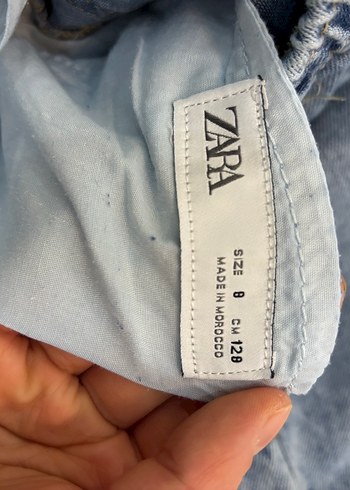 ZARA
SIZE 8 CM 128
MADE IN MOROCCO